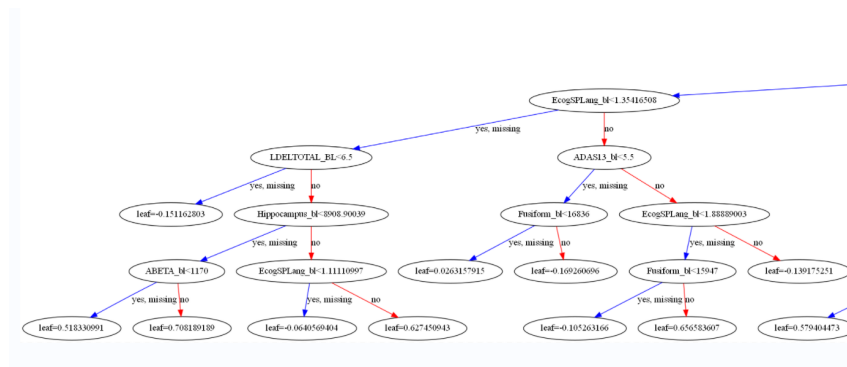 EcogSPLang_bl<1.35416508
yes, missing
no
LDELTOTAL_BL<6.5
ADAS13_bl<5.5
yes, missing
no
yes, missing
no
leaf=-0.151162803
Hippocampus_bl<8908.90039
Fusiform_bl<16836
EcogSPLang_bl<1.88889003
yes, missing
no
yes, missing
no
yes, missing
no
ABETA_bl<1170
EcogSPLang_bl<1.11110997
leaf=0.0263157915
leaf=-0.169260696
Fusiform_bl<15947
leaf=-0.139175251
yes, missing
no
yes, missing
no
yes, missing
no
leaf=0.518330991
leaf=0.708189189
leaf=-0.0640569404
leaf=0.627450943
leaf=-0.105263166
leaf=0.656583607
leaf=0.579404473